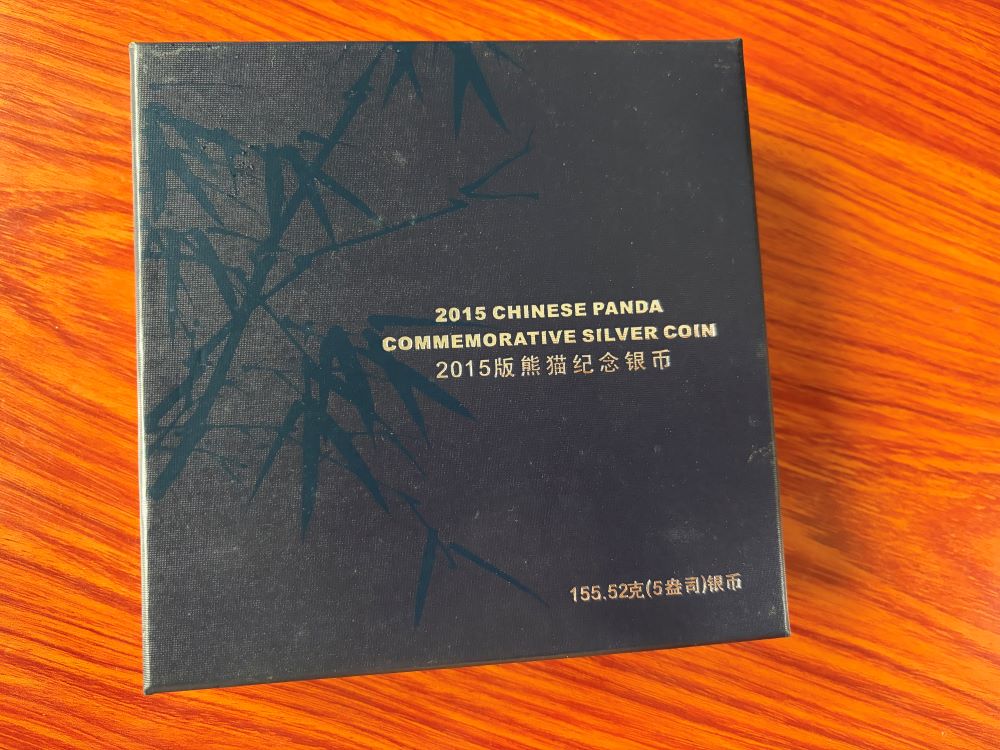 2015 CHINESE PANDA
COMMEMORATIVE SILVER COIN
2015版熊猫纪念银币
155.52克(5盎司)银币